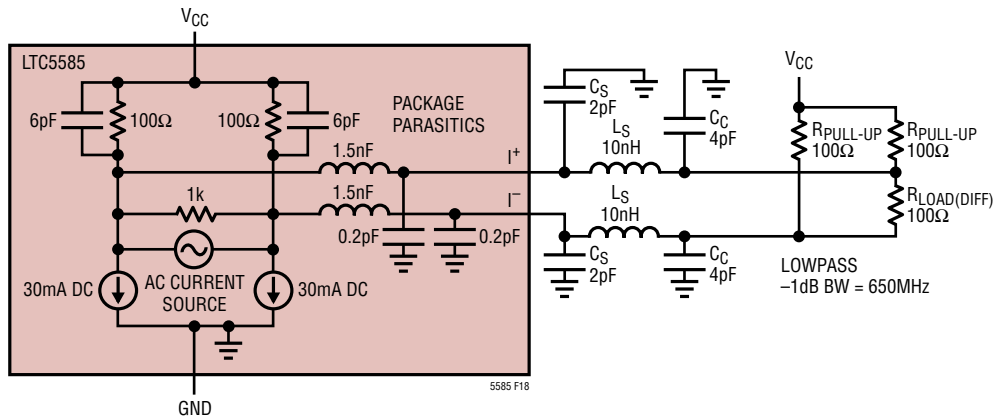 VCC
LTC5585
6pF
100Ω
100Ω
6pF
PACKAGE
PARASITICS
1.5nF
I+
1.5nF
I–
1k
0.2pF
0.2pF
AC CURRENT
SOURCE
30mA DC
30mA DC
GND
5585 F18
CS
2pF
LS
10nH
CC
4pF
LS
10nH
CS
2pF
CC
4pF
VCC
RPULL-UP
100Ω
RPULL-UP
100Ω
RLOAD(DIFF)
100Ω
LOWPASS
–1dB BW = 650MHz